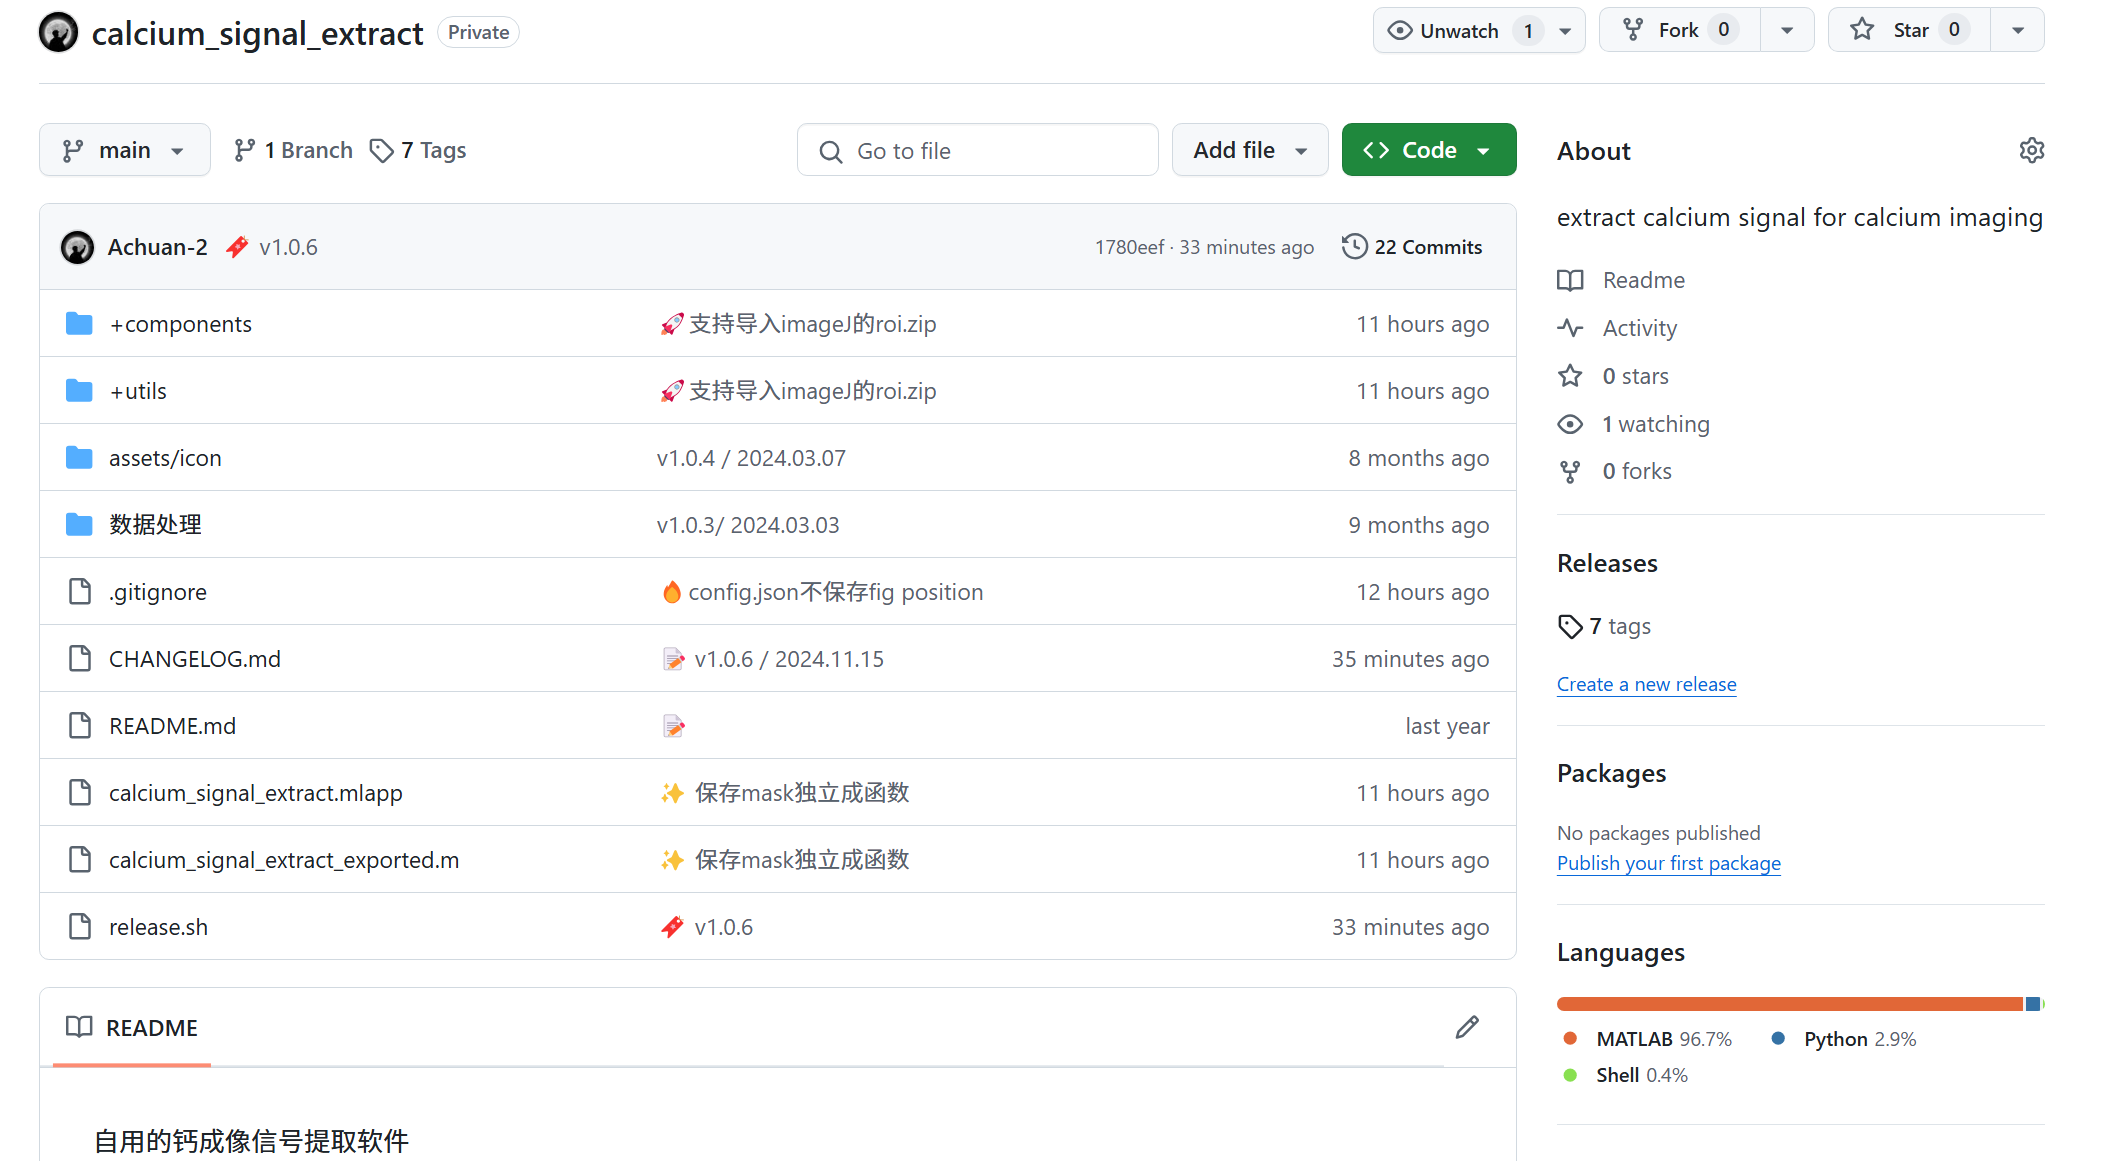 calcium_signal_extract Private Unwatch 1 Fork 0 Star 0
main 1 Branch 7 Tags Go to file Add file Code
Achuan-2 v1.0.6 1780eef · 33 minutes ago 22 Commits
+components 🚀 支持导入imageJ的roi.zip 11 hours ago
+utils 🚀 支持导入imageJ的roi.zip 11 hours ago
assets/icon v1.0.4 / 2024.03.07 8 months ago
数据处理 v1.0.3/ 2024.03.03 9 months ago
.gitignore 🔥 config.json不保存fig position 12 hours ago
CHANGELOG.md 📝 v1.0.6 / 2024.11.15 35 minutes ago
README.md 📝 last year
calcium_signal_extract.mlapp ✨ 保存mask独立成函数 11 hours ago
calcium_signal_extract_exported.m ✨ 保存mask独立成函数 11 hours ago
release.sh 🔖 v1.0.6 33 minutes ago
README
自用的钙成像信号提取软件
About
extract calcium signal for calcium imaging
Readme
Activity
0 stars
1 watching
0 forks
Releases
7 tags
Create a new release
Packages
No packages published
Publish your first package
Languages
MATLAB 96.7% Python 2.9%
Shell 0.4%